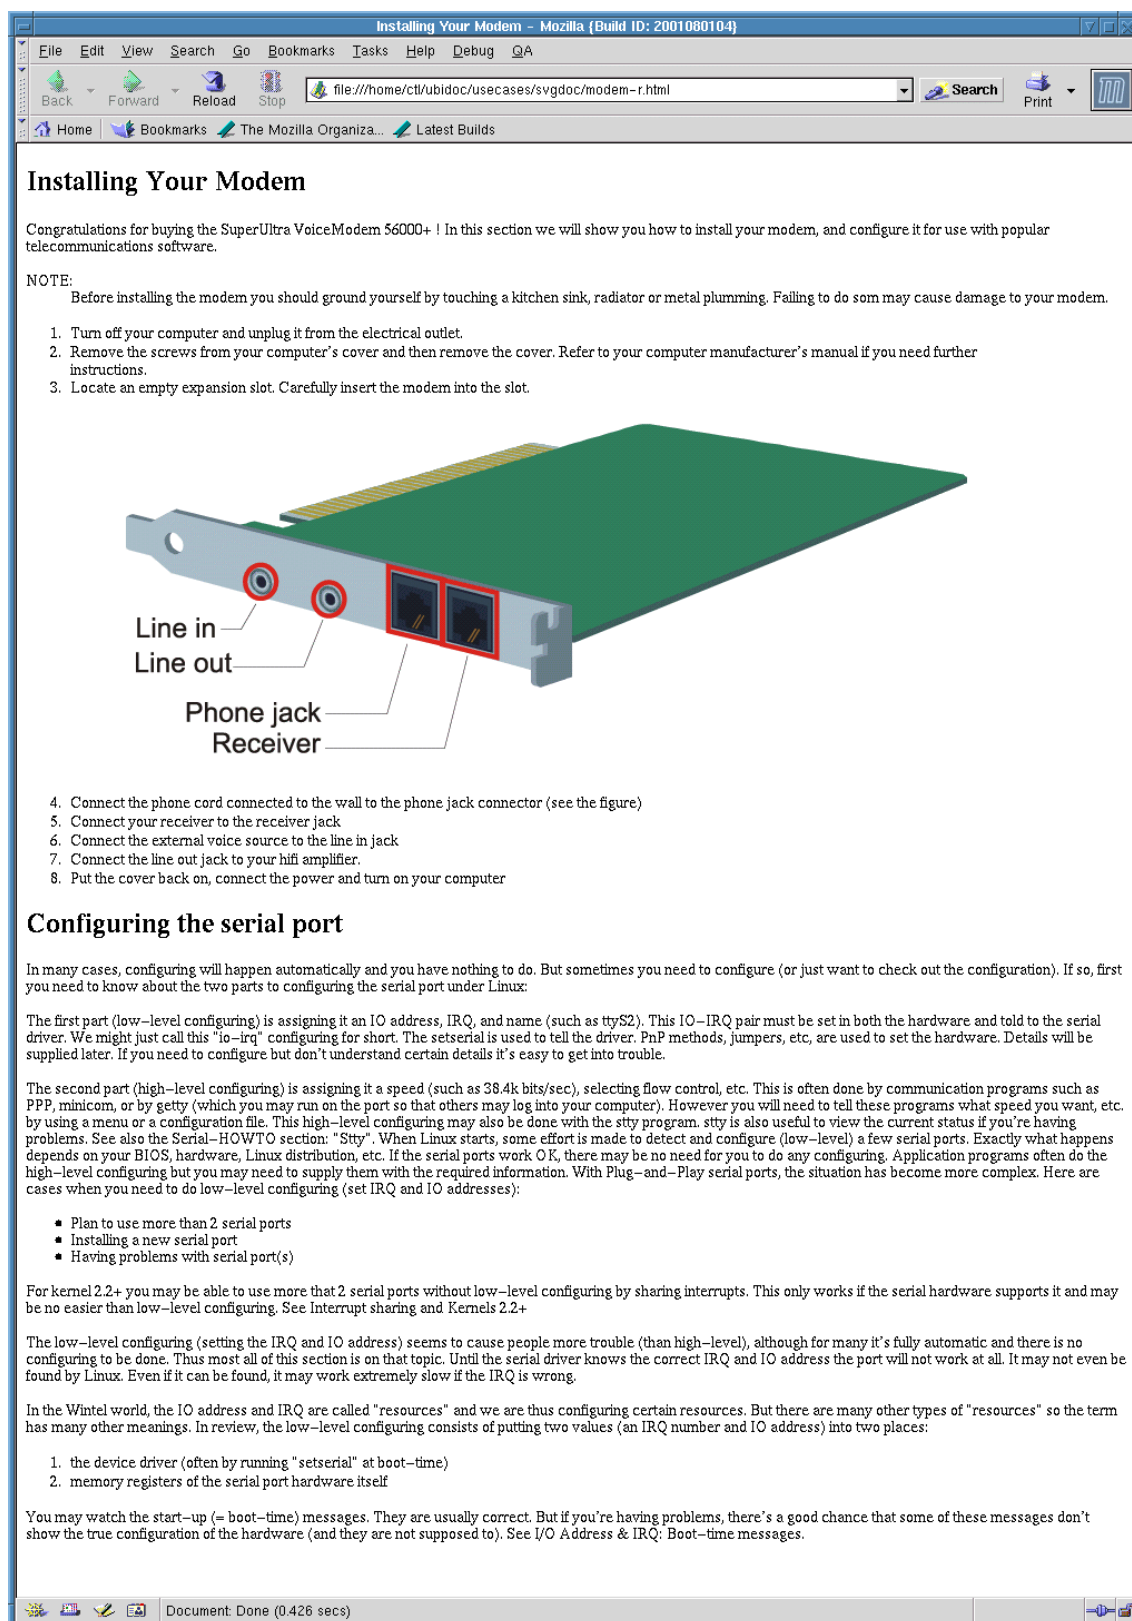 Installing Your Modem - Mozilla {Build ID: 2001080104}
File Edit View Search Go Bookmarks Tasks Help Debug QA
Back Forward Reload Stop file:///home/ctl/ubidoc/usecases/svgdoc/modem-r.html Search Print
Home Bookmarks The Mozilla Organiza... Latest Builds
Installing Your Modem
Congratulations for buying the SuperUltra VoiceModem 56000+ ! In this section we will show you how to install your modem, and configure it for use with popular
telecommunications software.
NOTE:
Before installing the modem you should ground yourself by touching a kitchen sink, radiator or metal plumming. Failing to do som may cause damage to your modem.
1. Turn off your computer and unplug it from the electrical outlet.
2. Remove the screws from your computer's cover and then remove the cover. Refer to your computer manufacturer's manual if you need further
instructions.
3. Locate an empty expansion slot. Carefully insert the modem into the slot.
Line in
Line out
Phone jack
Receiver
4. Connect the phone cord connected to the wall to the phone jack connector (see the figure)
5. Connect your receiver to the receiver jack
6. Connect the external voice source to the line in jack
7. Connect the line out jack to your hifi amplifier.
8. Put the cover back on, connect the power and turn on your computer
Configuring the serial port
In many cases, configuring will happen automatically and you have nothing to do. But sometimes you need to configure (or just want to check out the configuration). If so, first
you need to know about the two parts to configuring the serial port under Linux:
The first part (low-level configuring) is assigning it an IO address, IRQ, and name (such as ttyS2). This IO-IRQ pair must be set in both the hardware and told to the serial
driver. We might just call this "io-irq" configuring for short. The setserial is used to tell the driver. PnP methods, jumpers, etc, are used to set the hardware. Details will be
supplied later. If you need to configure but don't understand certain details it's easy to get into trouble.
The second part (high-level configuring) is assigning it a speed (such as 38.4k bits/sec), selecting flow control, etc. This is often done by communication programs such as
PPP, minicom, or by getty (which you may run on the port so that others may log into your computer). However you will need to tell these programs what speed you want, etc.
by using a menu or a configuration file. This high-level configuring may also be done with the stty program. stty is also useful to view the current status if you're having
problems. See also the Serial-HOWTO section: "Stty". When Linux starts, some effort is made to detect and configure (low-level) a few serial ports. Exactly what happens
depends on your BIOS, hardware, Linux distribution, etc. If the serial ports work OK, there may be no need for you to do any configuring. Application programs often do the
high-level configuring but you may need to supply them with the required information. With Plug-and-Play serial ports, the situation has become more complex. Here are
cases when you need to do low-level configuring (set IRQ and IO addresses):
• Plan to use more than 2 serial ports
• Installing a new serial port
• Having problems with serial port(s)
For kernel 2.2+ you may be able to use more that 2 serial ports without low-level configuring by sharing interrupts. This only works if the serial hardware supports it and may
be no easier than low-level configuring. See Interrupt sharing and Kernels 2.2+
The low-level configuring (setting the IRQ and IO address) seems to cause people more trouble (than high-level), although for many it's fully automatic and there is no
configuring to be done. Thus most all of this section is on that topic. Until the serial driver knows the correct IRQ and IO address the port will not work at all. It may not even be
found by Linux. Even if it can be found, it may work extremely slow if the IRQ is wrong.
In the Wintel world, the IO address and IRQ are called "resources" and we are thus configuring certain resources. But there are many other types of "resources" so the term
has many other meanings. In review, the low-level configuring consists of putting two values (an IRQ number and IO address) into two places:
1. the device driver (often by running "setserial" at boot-time)
2. memory registers of the serial port hardware itself
You may watch the start-up (= boot-time) messages. They are usually correct. But if you're having problems, there's a good chance that some of these messages don't
show the true configuration of the hardware (and they are not supposed to). See I/O Address & IRQ: Boot-time messages.
Document: Done (0.426 secs)